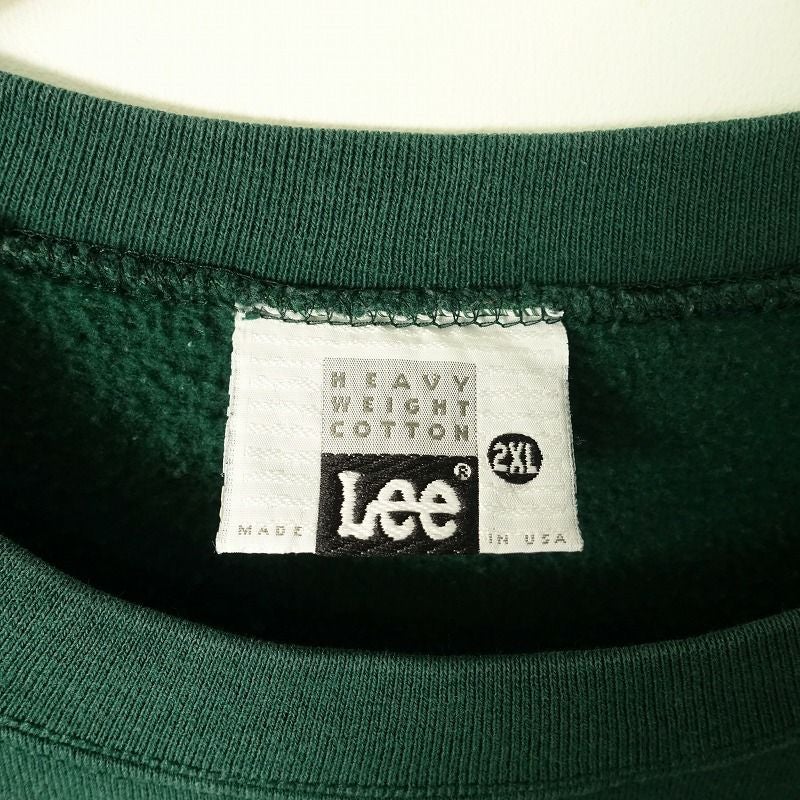 HEAVY
WEIGHT
COTTON
2XL
Lee®
MADE IN USA